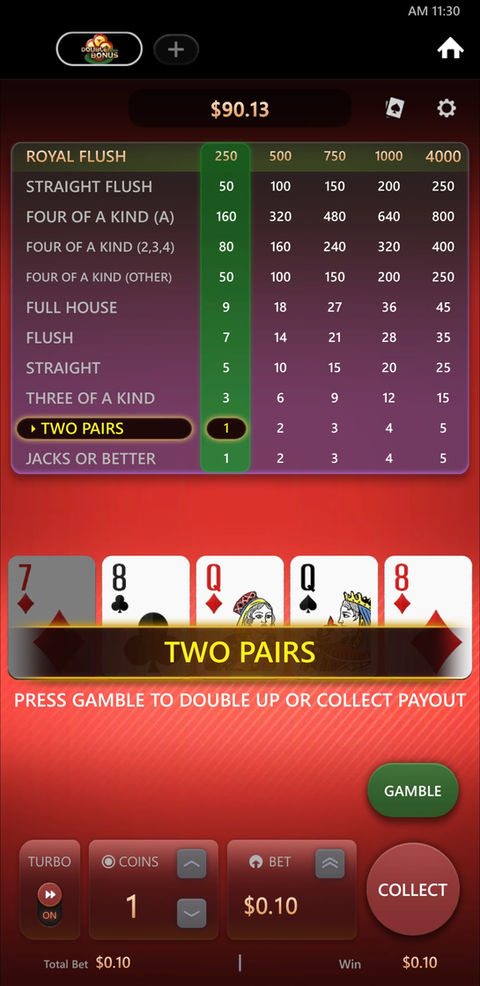 AM 11:30
DOUBLE
BONUS
$90.13
ROYAL FLUSH 250 500 750 1000 4000
STRAIGHT FLUSH 50 100 150 200 250
FOUR OF A KIND (A) 160 320 480 640 800
FOUR OF A KIND (2,3,4) 80 160 240 320 400
FOUR OF A KIND (OTHER) 50 100 150 200 250
FULL HOUSE 9 18 27 36 45
FLUSH 7 14 21 28 35
STRAIGHT 5 10 15 20 25
THREE OF A KIND 3 6 9 12 15
TWO PAIRS 1 2 3 4 5
JACKS OR BETTER 1 2 3 4 5
7 8 Q Q 8
TWO PAIRS
PRESS GAMBLE TO DOUBLE UP OR COLLECT PAYOUT
GAMBLE
TURBO COINS BET
ON 1 $0.10 COLLECT
Total Bet $0.10 Win $0.10